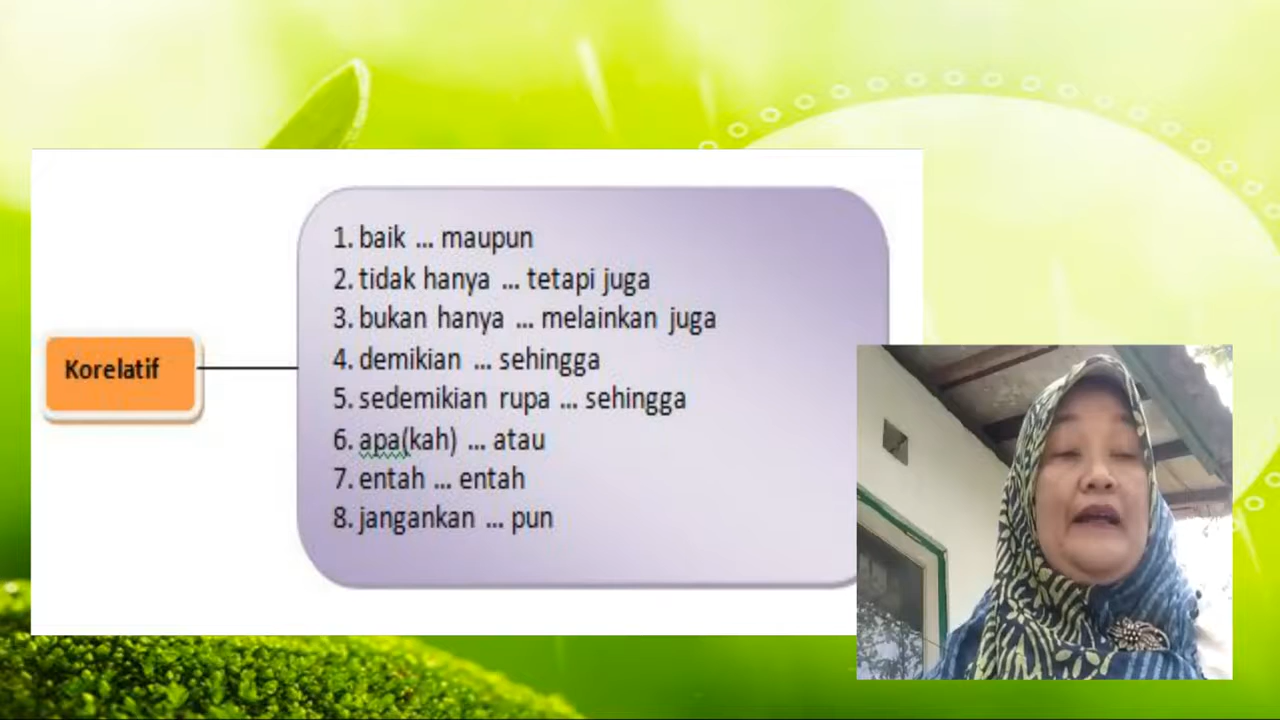 Korelatif
1. baik ... maupun
2. tidak hanya ... tetapi juga
3. bukan hanya ... melainkan juga
4. demikian ... sehingga
5. sedemikian rupa ... sehingga
6. apa(kah) ... atau
7. entah ... entah
8. jangankan ... pun